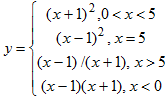 y = { (x+1)², 0 < x < 5
(x−1)², x = 5
(x−1) /(x+1), x > 5
(x−1)(x+1), x < 0